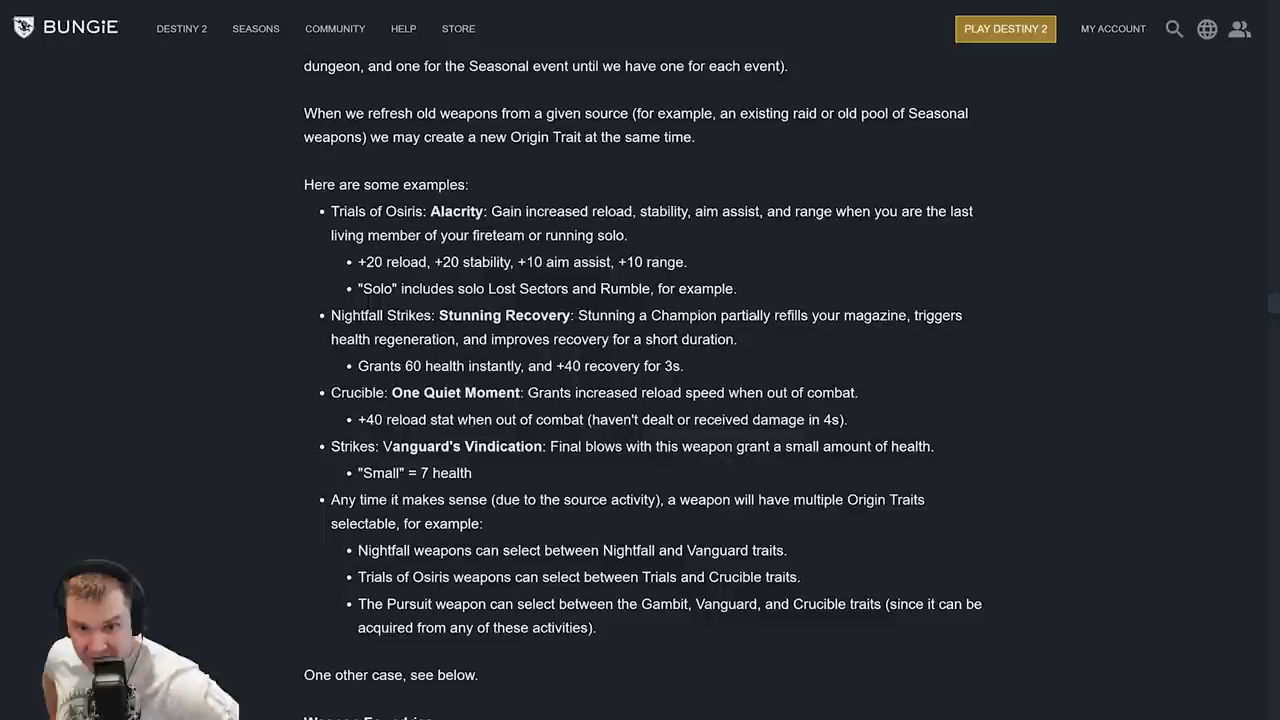 BUNGiE
DESTINY 2
SEASONS
COMMUNITY
HELP
STORE
PLAY DESTINY 2
MY ACCOUNT
dungeon, and one for the Seasonal event until we have one for each event).
When we refresh old weapons from a given source (for example, an existing raid or old pool of Seasonal
weapons) we may create a new Origin Trait at the same time.
Here are some examples:
• Trials of Osiris: Alacrity: Gain increased reload, stability, aim assist, and range when you are the last
living member of your fireteam or running solo.
• +20 reload, +20 stability, +10 aim assist, +10 range.
• "Solo" includes solo Lost Sectors and Rumble, for example.
• Nightfall Strikes: Stunning Recovery: Stunning a Champion partially refills your magazine, triggers
health regeneration, and improves recovery for a short duration.
• Grants 60 health instantly, and +40 recovery for 3s.
• Crucible: One Quiet Moment: Grants increased reload speed when out of combat.
• +40 reload stat when out of combat (haven't dealt or received damage in 4s).
• Strikes: Vanguard's Vindication: Final blows with this weapon grant a small amount of health.
• "Small" = 7 health
• Any time it makes sense (due to the source activity), a weapon will have multiple Origin Traits
selectable, for example:
• Nightfall weapons can select between Nightfall and Vanguard traits.
• Trials of Osiris weapons can select between Trials and Crucible traits.
• The Pursuit weapon can select between the Gambit, Vanguard, and Crucible traits (since it can be
acquired from any of these activities).
One other case, see below.
Weapon Foundries